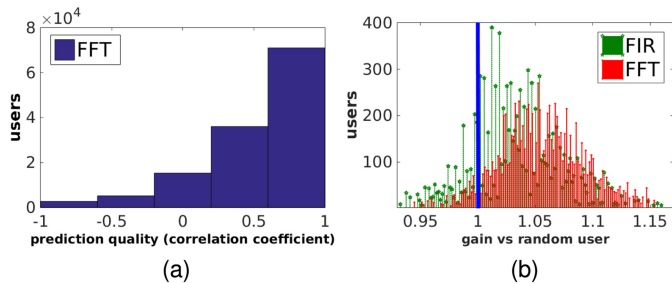 ×10^4
8
6
4
2
0
users
FFT
-1 -0.5 0 0.5 1
prediction quality (correlation coefficient)
(a)
400
300
200
100
users
FIR
FFT
0.95 1 1.05 1.10 1.15
gain vs random user
(b)